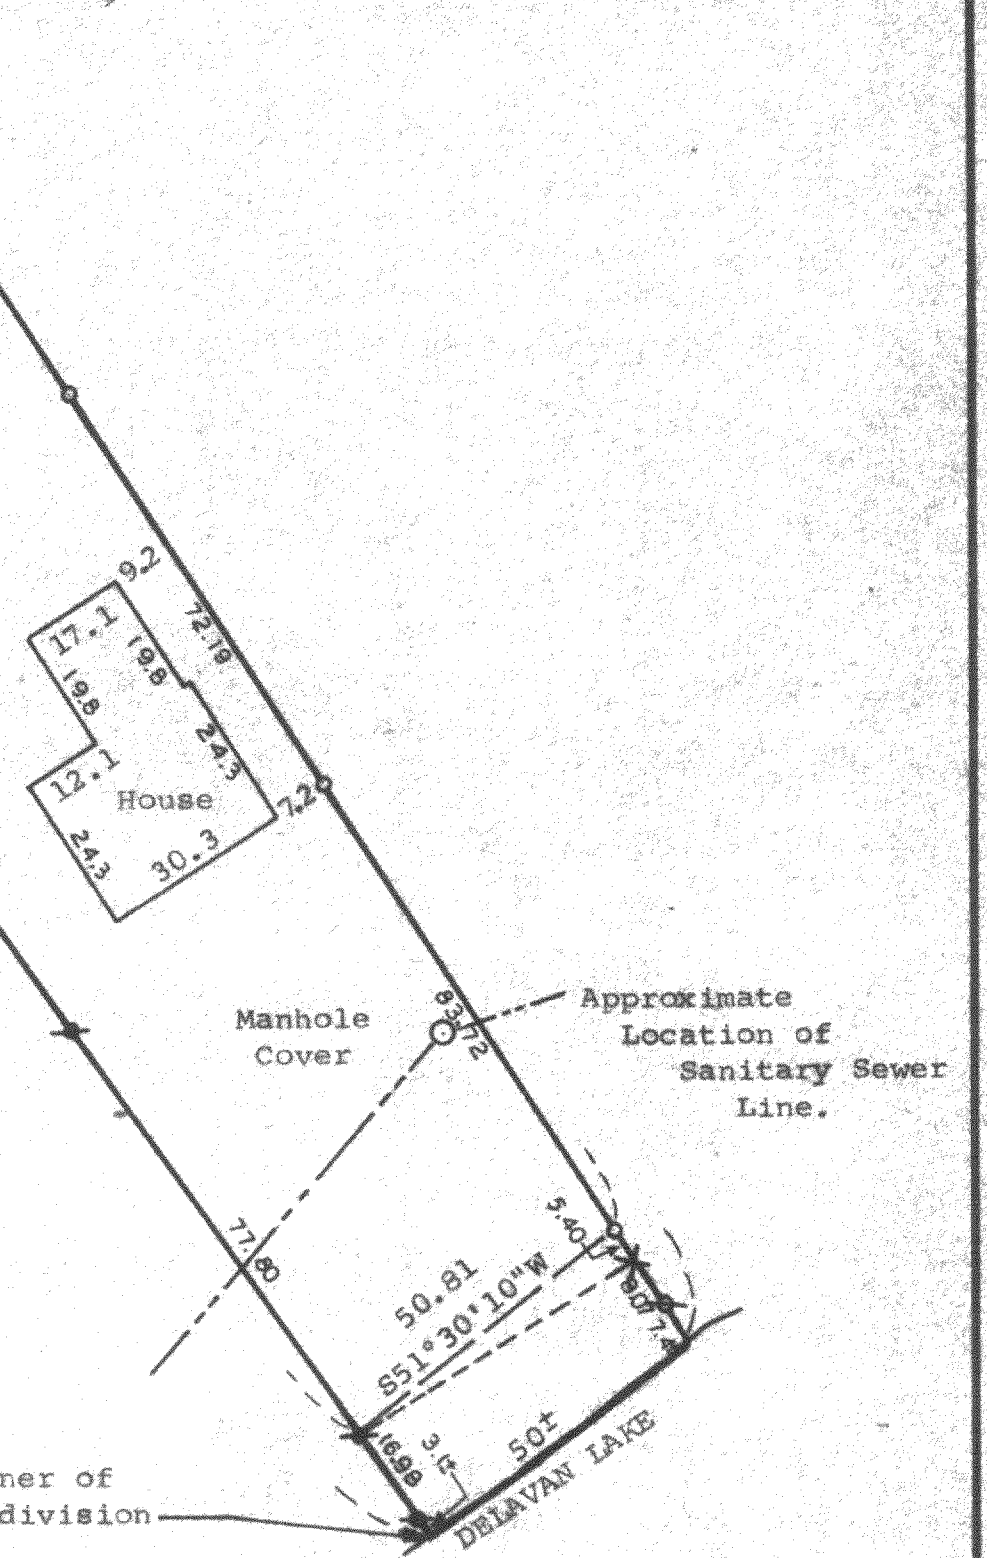 9.2
17.1
72.19
19.8
19.8
24.3
12.1
House
7.2
24.3
30.3
Manhole
Cover
83.72
Approximate
Location of
Sanitary Sewer
Line.
77.80
5.40
50.81
S51°30'10"W
9.07
7.4
16.98
50±
DELAVAN LAKE
ner of
division